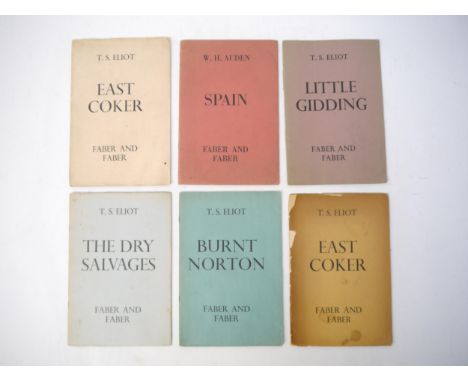 T. S. ELIOT
EAST
COKER
FABER AND
FABER
W. H. AUDEN
SPAIN
FABER AND
FABER
T. S. ELIOT
LITTLE
GIDDING
FABER AND
FABER
T. S. ELIOT
THE DRY
SALVAGES
FABER AND
FABER
T. S. ELIOT
BURNT
NORTON
FABER AND
FABER
T. S. ELIOT
EAST
COKER
FABER AND
FABER